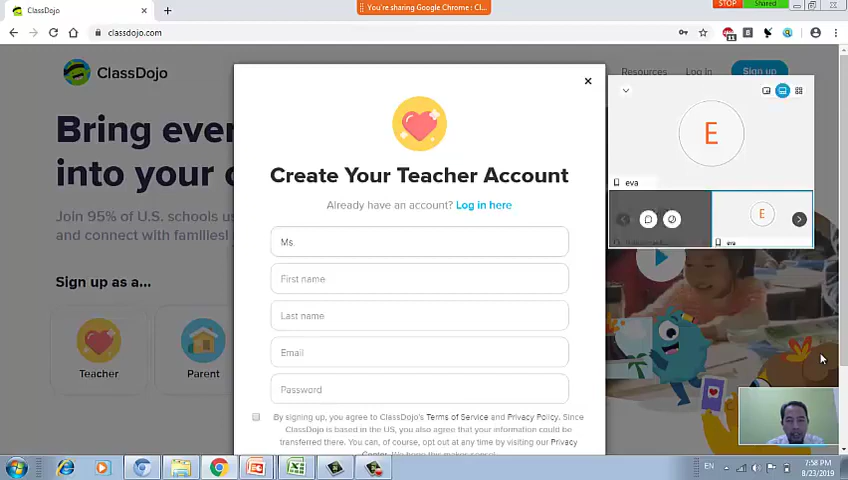 ClassDojo
You're sharing Google Chrome : Cl...
STOP
Shared
classdojo.com
ClassDojo
Resources
Log In
Sign up
Bring ever
into your
Join 95% of U.S. schools us
and connect with families!
Sign up as a...
Teacher
Parent
Create Your Teacher Account
Already have an account? Log in here
Ms.
First name
Last name
Email
Password
By signing up, you agree to ClassDojo's Terms of Service and Privacy Policy. Since
ClassDojo is based in the US, you also agree that your information could be
transferred there. You can, of course, opt out at any time by visiting our Privacy
E
eva
E
eva
EN
7:58 PM
8/23/2019